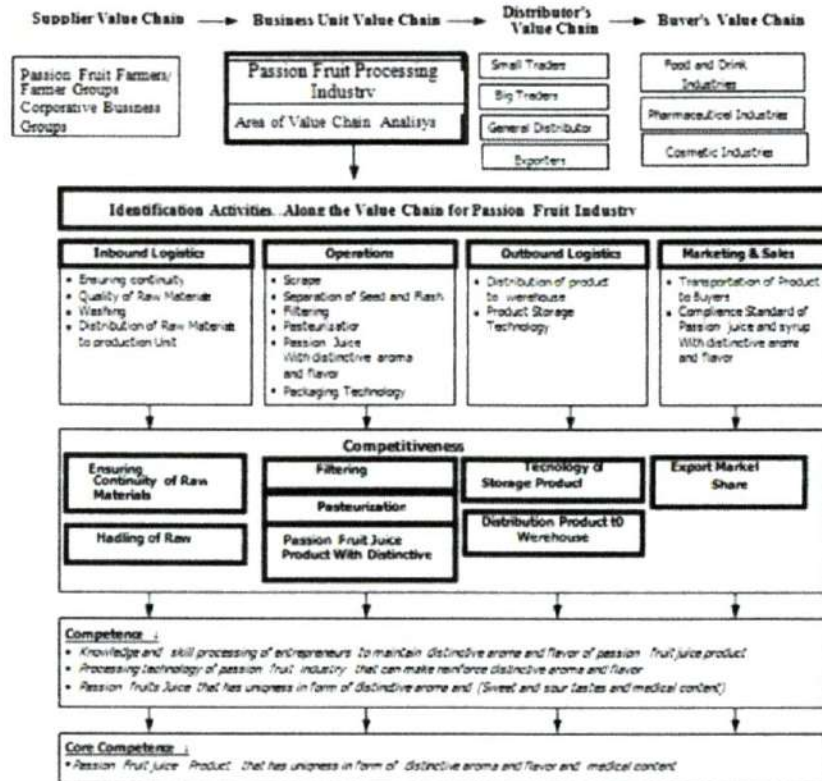 Supplier Value Chain
Business Unit Value Chain
Distributor's
Value Chain
Buyer's Value Chain
Passion Fruit Farmers/
Farmer Groups
Corporative Business
Groups
Passion Fruit Processing
Industry
Area of Value Chain Analisys
Small Traders
Big Traders
General Distributor
Exporters
Food and Drink
Industries
Pharmaceuticel Industries
Cosmetic Industries
Identification Activities..Along the Value Chain for Passion Fruit Industry
Inbound Logistics
• Ensuring continuity
• Quality of Raw Materials
• Washing
• Distribution of Raw Materials
to production Unit
Operations
• Scrape
• Separation of Seed and Flash
• Filtering
• Pasteurization
• Passion Juice
With distinctive aroma
and flavor
• Packaging Technology
Outbound Logistics
• Distribution of product
to werehouse
• Product Storage
Technology
Marketing & Sales
• Transportation of Product
to Buyers
• Complience Standard of
Passion juice and syrup
With distinctive arome
and flavor
Competitiveness
Ensuring
Continuity of Raw
Materials
Hadling of Raw
Filtering
Pasteurization
Passion Fruit Juice
Product With Distinctive
Tecnology of
Storage Product
Distribution Product t0
Werehouse
Export Market
Share
Competence :
• Knowledge and skill processing of entrepreneurs to maintain distinctive arome and flavor of passion fruit juice product
• Processing technology of passion fruit industry that can make reinforce distinctive aroma and flavor
• Passion fruits Juice that has uniqness in form of distinctive arome and (Sweet and sour tastes and medical content)
Core Competence :
• Passion Fruit juice Product that has uniqness in form of distinctive aroma and flavor and medical content